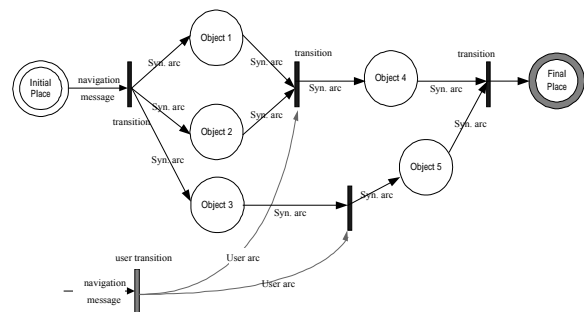 Initial
Place
navigation
message
transition
Syn. arc
Syn. arc
Syn. arc
Object 1
Object 2
Object 3
Syn. arc
Syn. arc
Syn. arc
transition
Syn. arc
Object 4
Syn. arc
Syn. arc
Object 5
Syn. arc
transition
Final
Place
user transition
navigation
message
User arc
User arc